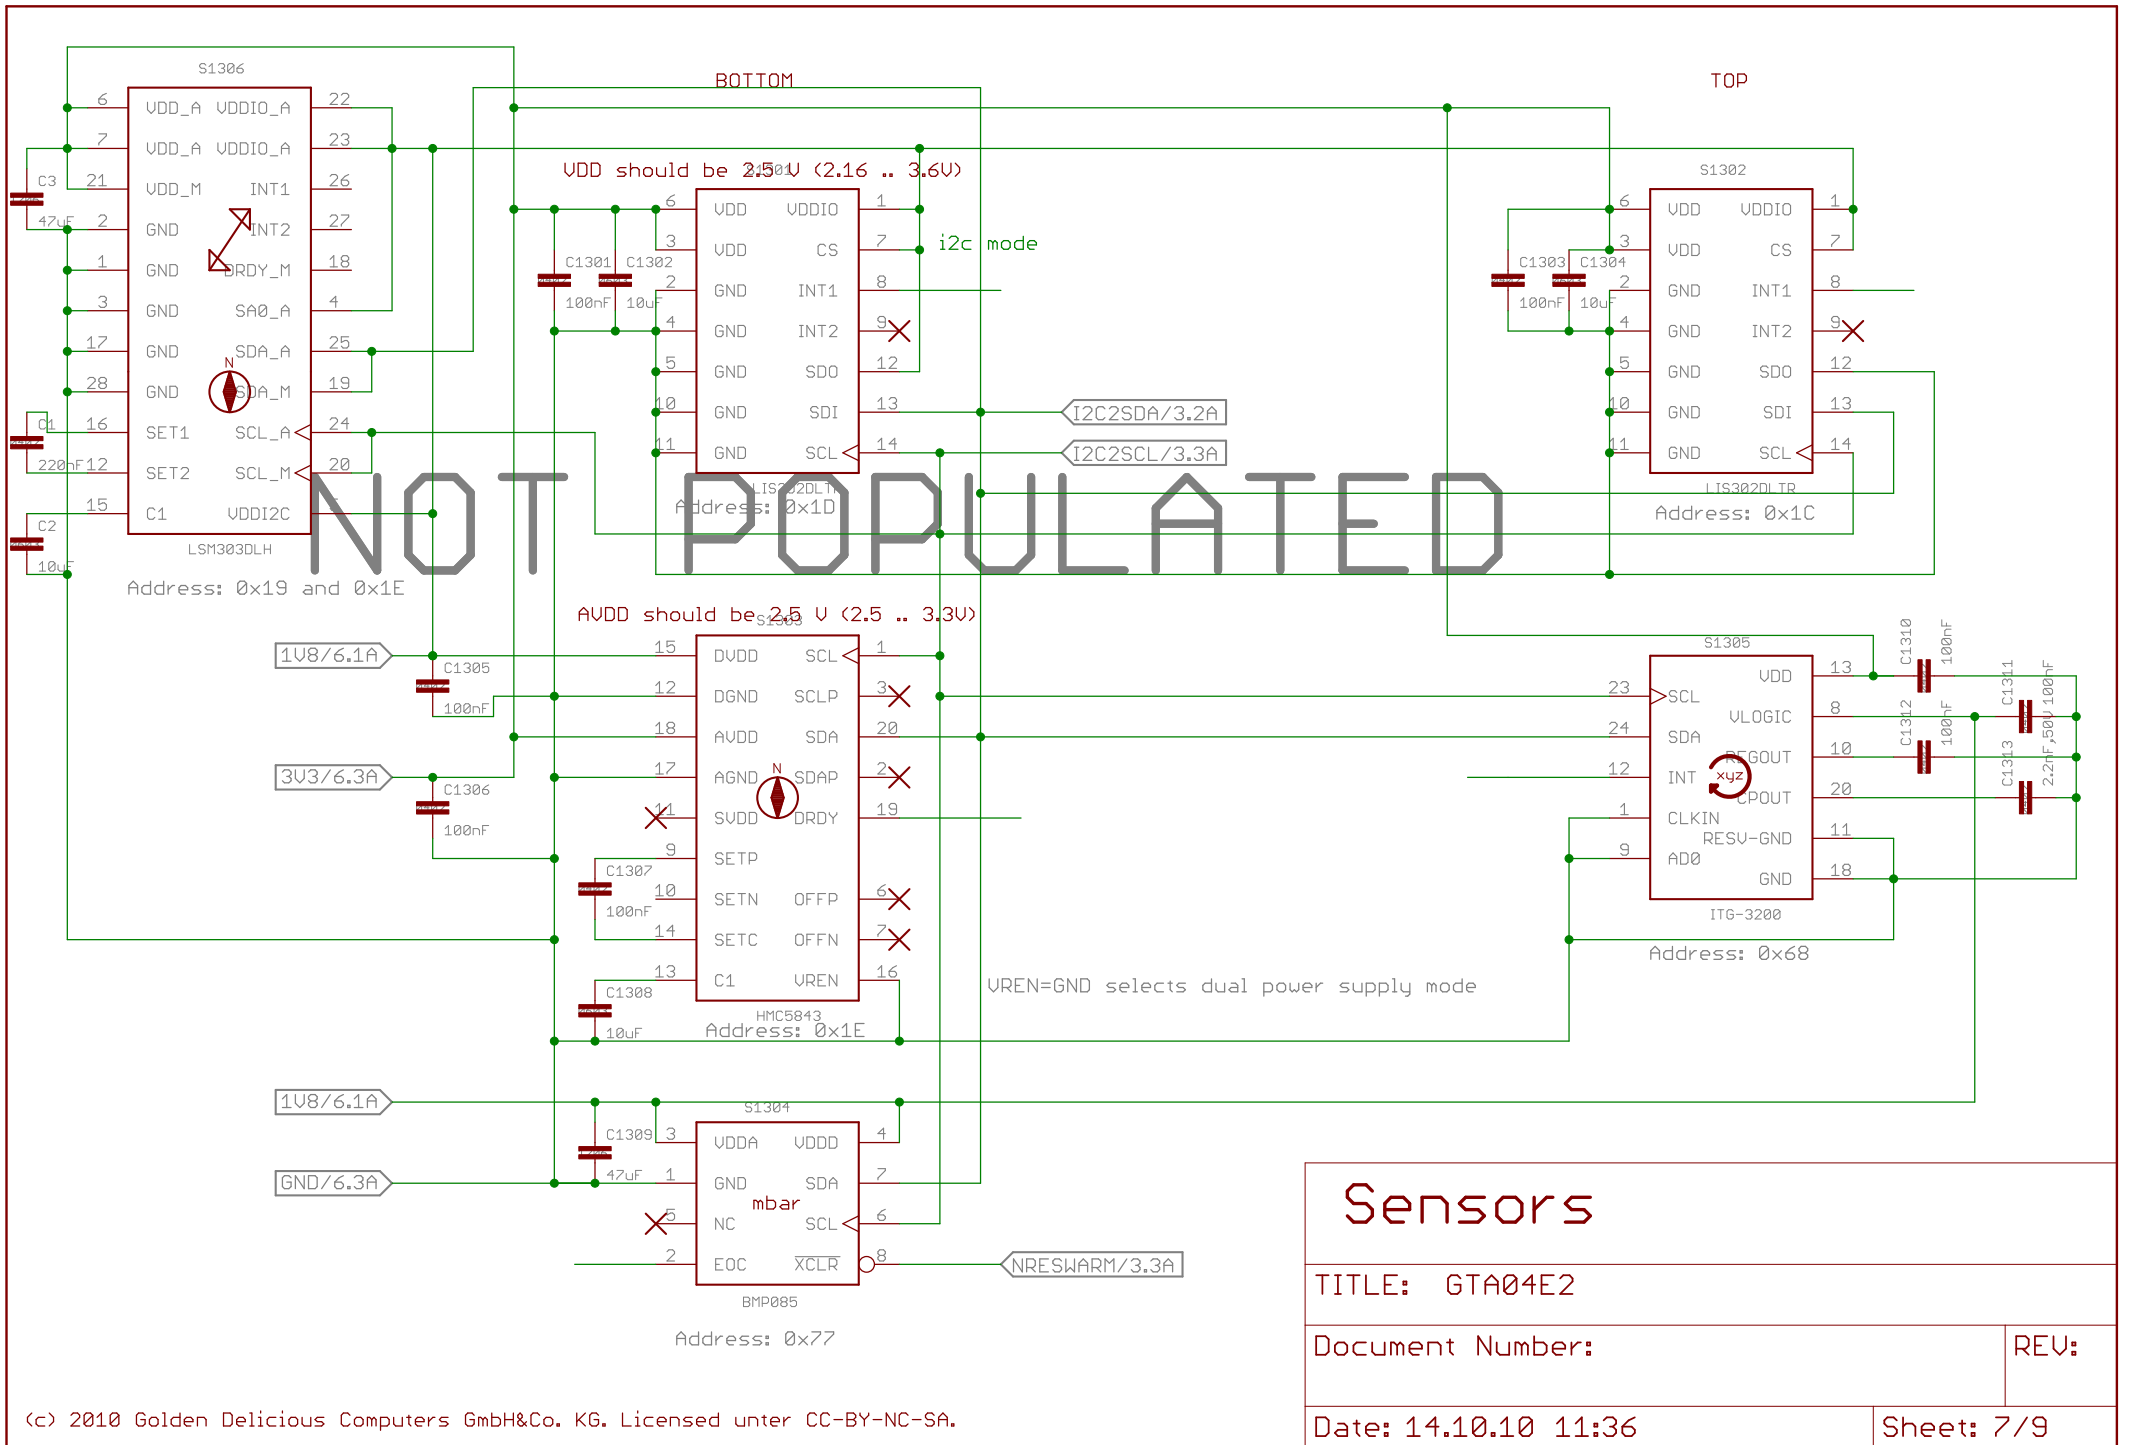 BOTTOM
TOP
S1306
6 VDD_A VDDIO_A 22
7 VDD_A VDDIO_A 23
21 VDD_M INT1 26
2 GND INT2 27
1 GND DRDY_M 18
3 GND SA0_A 4
17 GND SDA_A 25
28 GND SDA_M 19
16 SET1 SCL_A 24
12 SET2 SCL_M 20
15 C1 VDDI2C
N
LSM303DLH
Address: 0x19 and 0x1E
C3
47uF
C1
220nF
C2
10uF
VDD should be 2.5 V (2.16 .. 3.6V)
S1301
6 VDD VDDIO 1
3 VDD CS 7
2 GND INT1 8
4 GND INT2 9
5 GND SDO 12
10 GND SDI 13
11 GND SCL 14
LIS302DLTR
Address: 0x1D
C1301
100nF
C1302
10uF
i2c mode
I2C2SDA/3.2A
I2C2SCL/3.3A
S1302
6 VDD VDDIO 1
3 VDD CS 7
2 GND INT1 8
4 GND INT2 9
5 GND SDO 12
10 GND SDI 13
11 GND SCL 14
LIS302DLTR
Address: 0x1C
C1303
100nF
C1304
10uF
NOT POPULATED
AVDD should be 2.5 V (2.5 .. 3.3V)
S1303
15 DVDD SCL 1
12 DGND SCLP 3
18 AVDD SDA 20
17 AGND SDAP 2
11 SVDD DRDY 19
9 SETP
10 SETN OFFP 6
14 SETC OFFN 7
13 C1 VREN 16
N
HMC5843
Address: 0x1E
1V8/6.1A
C1305
100nF
3V3/6.3A
C1306
100nF
C1307
100nF
C1308
10uF
VREN=GND selects dual power supply mode
S1305
VDD 13
23 SCL VLOGIC 8
24 SDA REGOUT 10
12 INT CPOUT 20
1 CLKIN RESV-GND 11
9 AD0 GND 18
xyz
ITG-3200
Address: 0x68
C1310
100nF
C1311
100nF
C1312
100nF
C1313
2.2nF,50V
1V8/6.1A
GND/6.3A
C1309
47uF
S1304
3 VDDA VDDD 4
1 GND SDA 7
5 NC SCL 6
2 EOC XCLR 8
mbar
BMP085
Address: 0x77
NRESWARM/3.3A
Sensors
TITLE: GTA04E2
Document Number:
REV:
Date: 14.10.10 11:36
Sheet: 7/9
(c) 2010 Golden Delicious Computers GmbH&Co. KG. Licensed unter CC-BY-NC-SA.